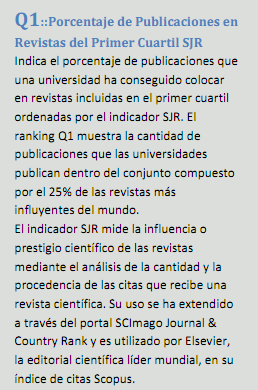 Q1::Porcentaje de Publicaciones en
Revistas del Primer Cuartil SJR
Indica el porcentaje de publicaciones que
una universidad ha conseguido colocar
en revistas incluidas en el primer cuartil
ordenadas por el indicador SJR. El
ranking Q1 muestra la cantidad de
publicaciones que las universidades
publican dentro del conjunto compuesto
por el 25% de las revistas más
influyentes del mundo.
El indicador SJR mide la influencia o
prestigio científico de las revistas
mediante el análisis de la cantidad y la
procedencia de las citas que recibe una
revista científica. Su uso se ha extendido
a través del portal SCImago Journal &
Country Rank y es utilizado por Elsevier,
la editorial científica líder mundial, en su
índice de citas Scopus.